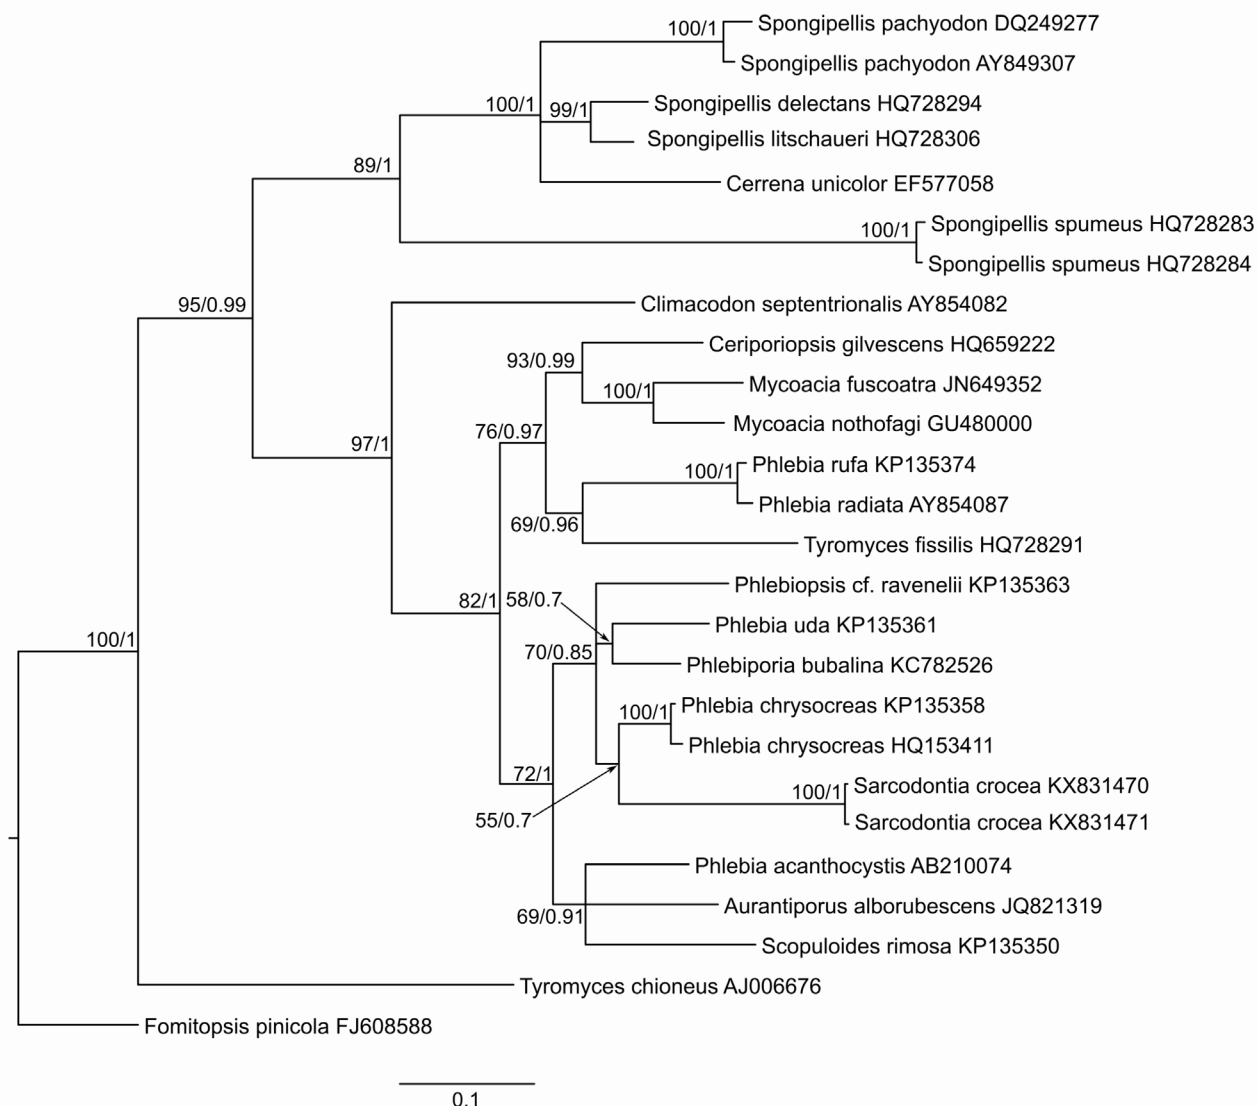 100/1 Spongipellis pachyodon DQ249277
Spongipellis pachyodon AY849307
100/1 99/1 Spongipellis delectans HQ728294
Spongipellis litschaueri HQ728306
89/1
Cerrena unicolor EF577058
100/1 Spongipellis spumeus HQ728283
Spongipellis spumeus HQ728284
95/0.99 Climacodon septentrionalis AY854082
Ceriporiopsis gilvescens HQ659222
93/0.99
100/1 Mycoacia fuscoatra JN649352
Mycoacia nothofagi GU480000
76/0.97
97/1
100/1 Phlebia rufa KP135374
Phlebia radiata AY854087
69/0.96
Tyromyces fissilis HQ728291
Phlebiopsis cf. ravenelii KP135363
82/1 58/0.7
Phlebia uda KP135361
100/1
70/0.85
Phlebiporia bubalina KC782526
100/1 Phlebia chrysocreas KP135358
Phlebia chrysocreas HQ153411
72/1
100/1 Sarcodontia crocea KX831470
55/0.7 Sarcodontia crocea KX831471
Phlebia acanthocystis AB210074
Aurantiporus alborubescens JQ821319
69/0.91
Scopuloides rimosa KP135350
Tyromyces chioneus AJ006676
Fomitopsis pinicola FJ608588
0.1